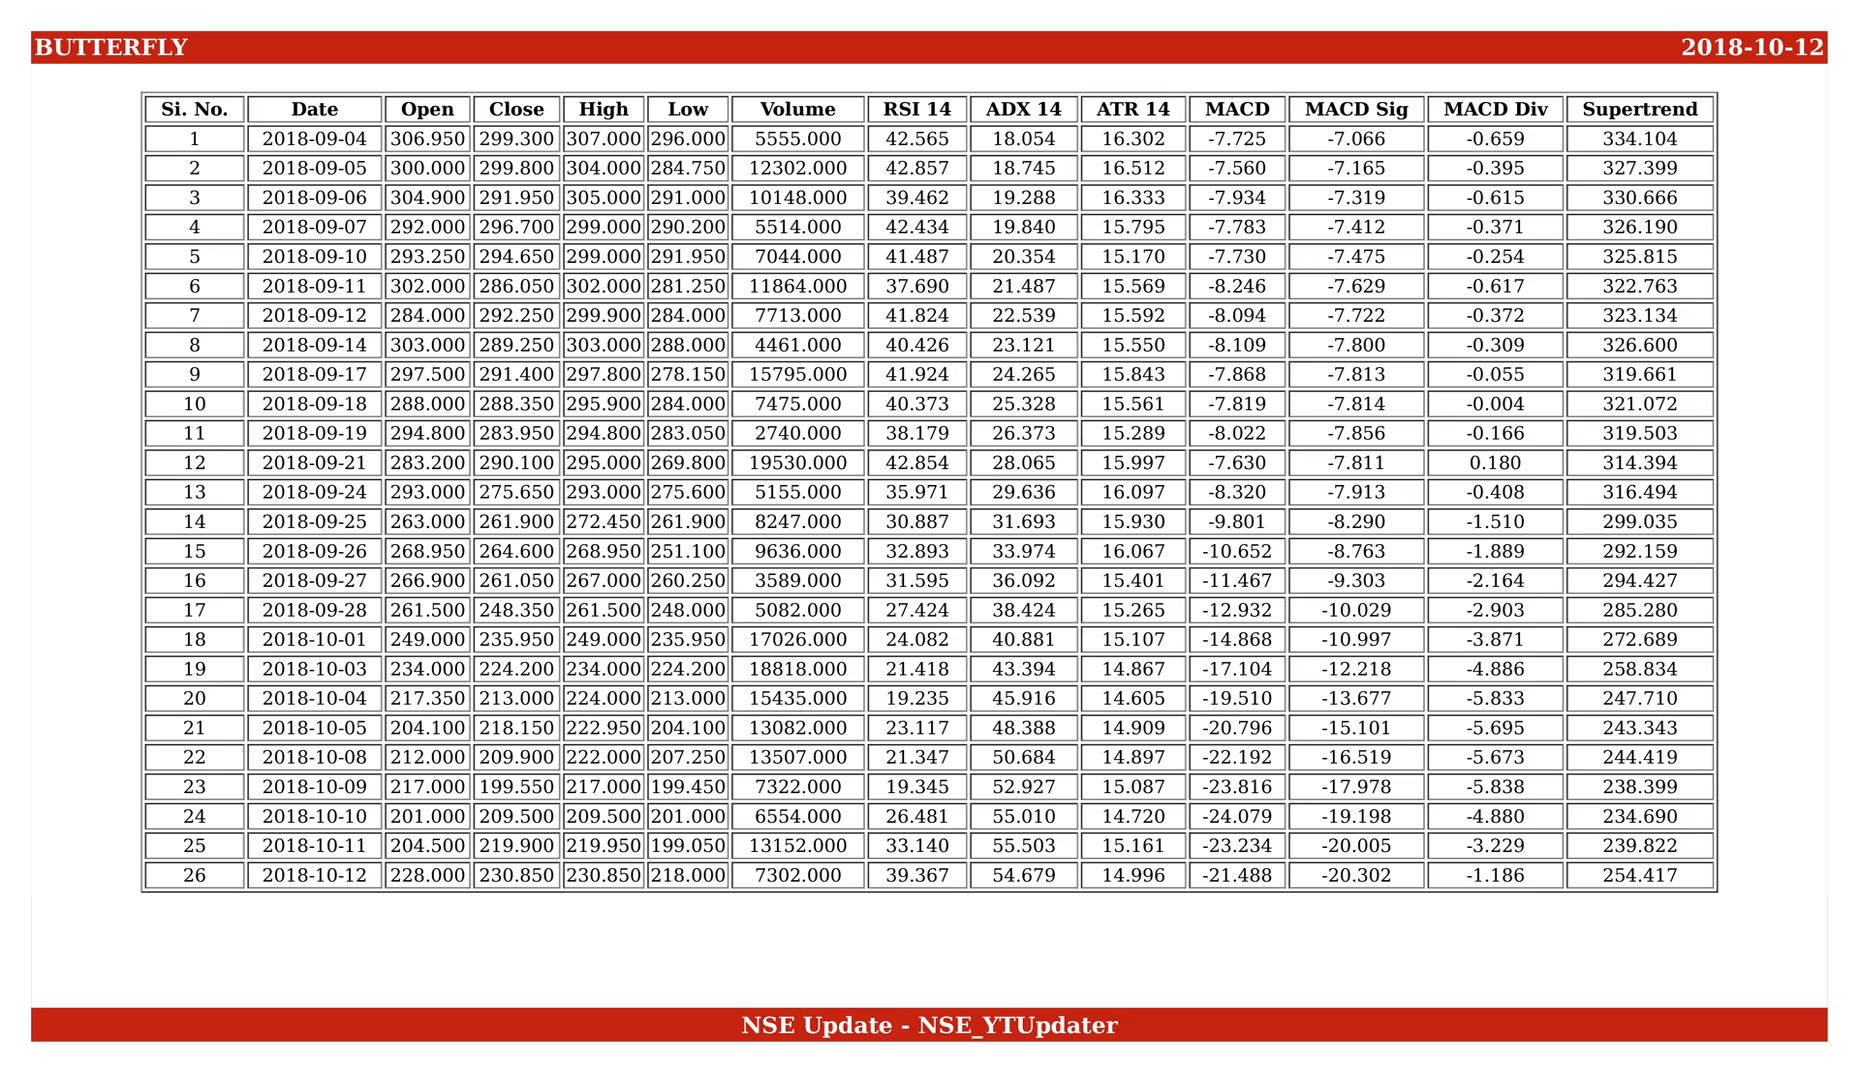 BUTTERFLY 2018-10-12
Si. No. Date Open Close High Low Volume RSI 14 ADX 14 ATR 14 MACD MACD Sig MACD Div Supertrend
1 2018-09-04 306.950 299.300 307.000 296.000 5555.000 42.565 18.054 16.302 -7.725 -7.066 -0.659 334.104
2 2018-09-05 300.000 299.800 304.000 284.750 12302.000 42.857 18.745 16.512 -7.560 -7.165 -0.395 327.399
3 2018-09-06 304.900 291.950 305.000 291.000 10148.000 39.462 19.288 16.333 -7.934 -7.319 -0.615 330.666
4 2018-09-07 292.000 296.700 299.000 290.200 5514.000 42.434 19.840 15.795 -7.783 -7.412 -0.371 326.190
5 2018-09-10 293.250 294.650 299.000 291.950 7044.000 41.487 20.354 15.170 -7.730 -7.475 -0.254 325.815
6 2018-09-11 302.000 286.050 302.000 281.250 11864.000 37.690 21.487 15.569 -8.246 -7.629 -0.617 322.763
7 2018-09-12 284.000 292.250 299.900 284.000 7713.000 41.824 22.539 15.592 -8.094 -7.722 -0.372 323.134
8 2018-09-14 303.000 289.250 303.000 288.000 4461.000 40.426 23.121 15.550 -8.109 -7.800 -0.309 326.600
9 2018-09-17 297.500 291.400 297.800 278.150 15795.000 41.924 24.265 15.843 -7.868 -7.813 -0.055 319.661
10 2018-09-18 288.000 288.350 295.900 284.000 7475.000 40.373 25.328 15.561 -7.819 -7.814 -0.004 321.072
11 2018-09-19 294.800 283.950 294.800 283.050 2740.000 38.179 26.373 15.289 -8.022 -7.856 -0.166 319.503
12 2018-09-21 283.200 290.100 295.000 269.800 19530.000 42.854 28.065 15.997 -7.630 -7.811 0.180 314.394
13 2018-09-24 293.000 275.650 293.000 275.600 5155.000 35.971 29.636 16.097 -8.320 -7.913 -0.408 316.494
14 2018-09-25 263.000 261.900 272.450 261.900 8247.000 30.887 31.693 15.930 -9.801 -8.290 -1.510 299.035
15 2018-09-26 268.950 264.600 268.950 251.100 9636.000 32.893 33.974 16.067 -10.652 -8.763 -1.889 292.159
16 2018-09-27 266.900 261.050 267.000 260.250 3589.000 31.595 36.092 15.401 -11.467 -9.303 -2.164 294.427
17 2018-09-28 261.500 248.350 261.500 248.000 5082.000 27.424 38.424 15.265 -12.932 -10.029 -2.903 285.280
18 2018-10-01 249.000 235.950 249.000 235.950 17026.000 24.082 40.881 15.107 -14.868 -10.997 -3.871 272.689
19 2018-10-03 234.000 224.200 234.000 224.200 18818.000 21.418 43.394 14.867 -17.104 -12.218 -4.886 258.834
20 2018-10-04 217.350 213.000 224.000 213.000 15435.000 19.235 45.916 14.605 -19.510 -13.677 -5.833 247.710
21 2018-10-05 204.100 218.150 222.950 204.100 13082.000 23.117 48.388 14.909 -20.796 -15.101 -5.695 243.343
22 2018-10-08 212.000 209.900 222.000 207.250 13507.000 21.347 50.684 14.897 -22.192 -16.519 -5.673 244.419
23 2018-10-09 217.000 199.550 217.000 199.450 7322.000 19.345 52.927 15.087 -23.816 -17.978 -5.838 238.399
24 2018-10-10 201.000 209.500 209.500 201.000 6554.000 26.481 55.010 14.720 -24.079 -19.198 -4.880 234.690
25 2018-10-11 204.500 219.900 219.950 199.050 13152.000 33.140 55.503 15.161 -23.234 -20.005 -3.229 239.822
26 2018-10-12 228.000 230.850 230.850 218.000 7302.000 39.367 54.679 14.996 -21.488 -20.302 -1.186 254.417
NSE Update - NSE_YTUpdater